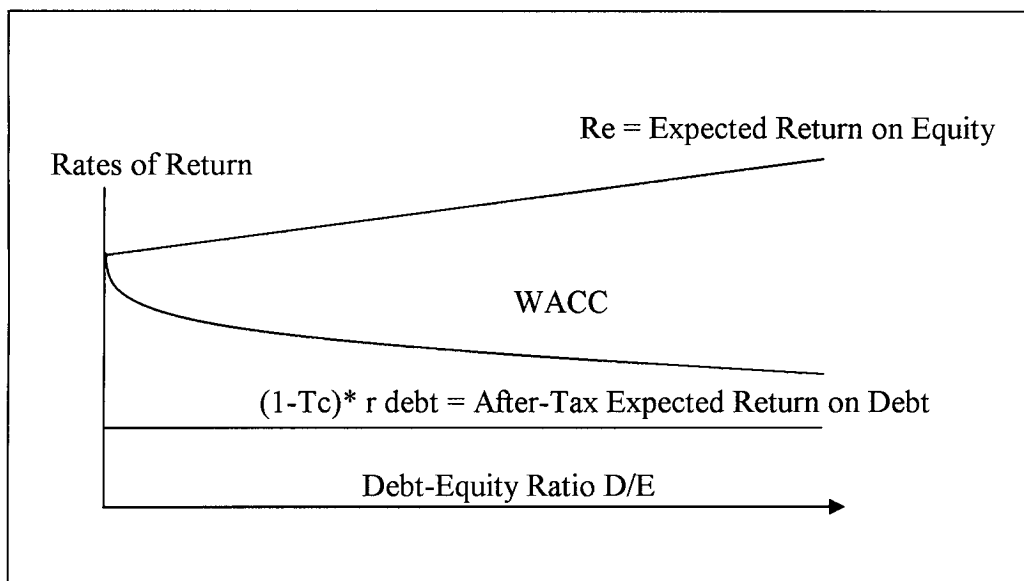 Re = Expected Return on Equity
Rates of Return
WACC
(1-Tc)* r debt = After-Tax Expected Return on Debt
Debt-Equity Ratio D/E